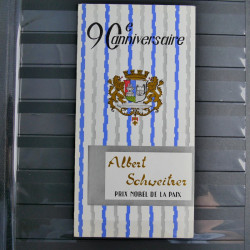 90e anniversaire
Albert
Schweitzer
PRIX NOBEL DE LA PAIX